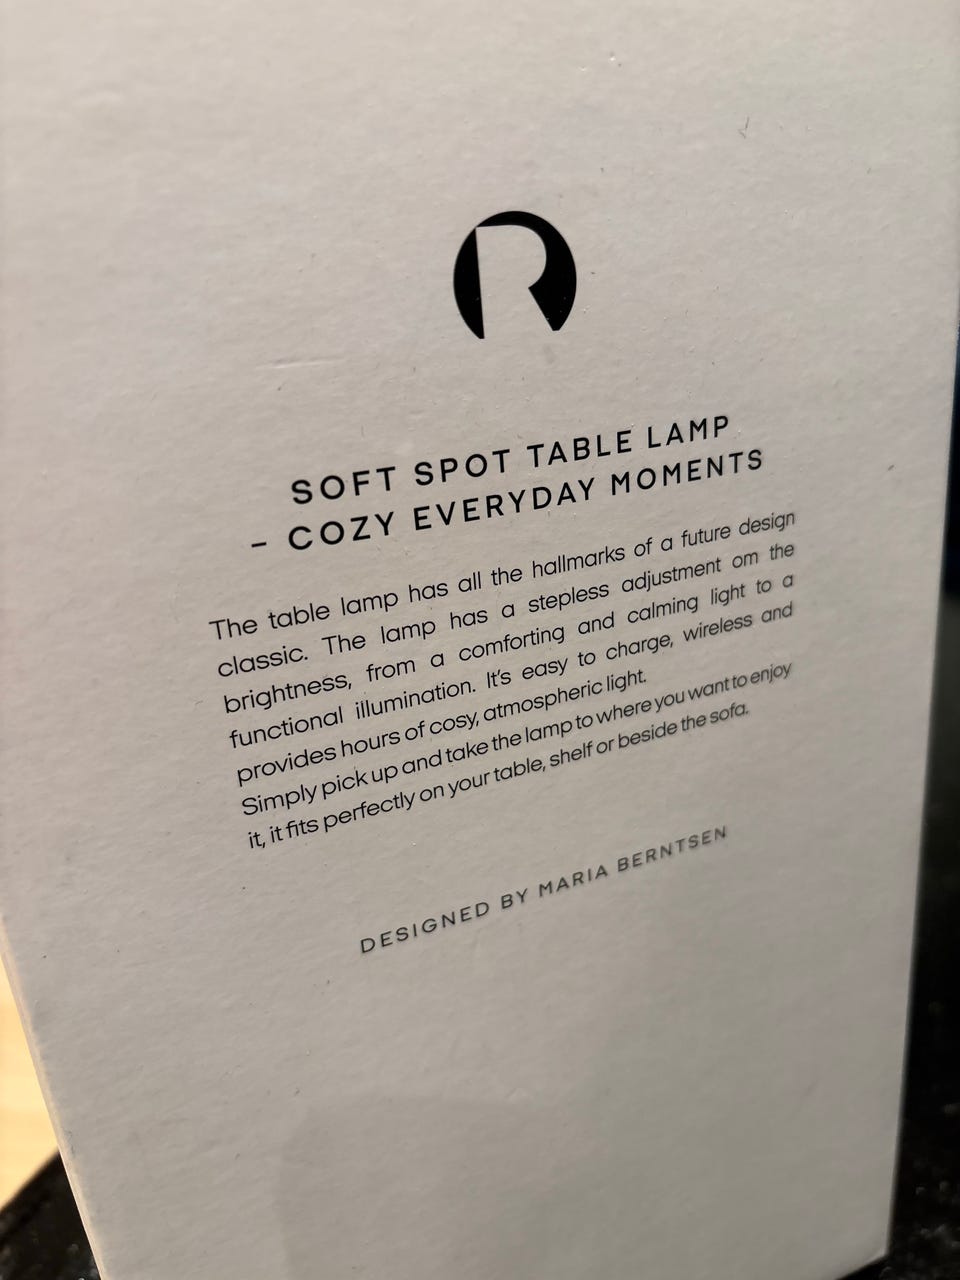 R
SOFT SPOT TABLE LAMP
– COZY EVERYDAY MOMENTS
The table lamp has all the hallmarks of a future design
classic. The lamp has a stepless adjustment om the
brightness, from a comforting and calming light to a
functional illumination. It's easy to charge, wireless and
provides hours of cosy, atmospheric light.
Simply pick up and take the lamp to where you want to enjoy
it, it fits perfectly on your table, shelf or beside the sofa.
DESIGNED BY MARIA BERNTSEN